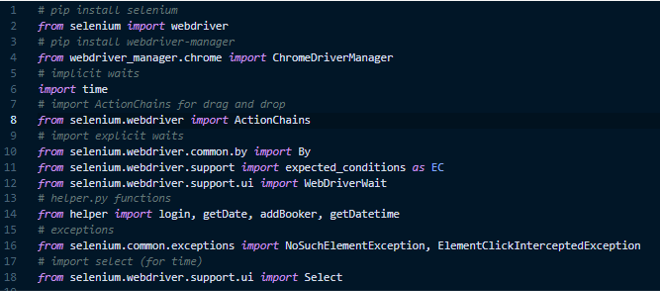 1 # pip install selenium
2 from selenium import webdriver
3 # pip install webdriver-manager
4 from webdriver_manager.chrome import ChromeDriverManager
5 # implicit waits
6 import time
7 # import ActionChains for drag and drop
8 from selenium.webdriver import ActionChains
9 # import explicit waits
10 from selenium.webdriver.common.by import By
11 from selenium.webdriver.support import expected_conditions as EC
12 from selenium.webdriver.support.ui import WebDriverWait
13 # helper.py functions
14 from helper import login, getDate, addBooker, getDatetime
15 # exceptions
16 from selenium.common.exceptions import NoSuchElementException, ElementClickInterceptedException
17 # import select (for time)
18 from selenium.webdriver.support.ui import Select